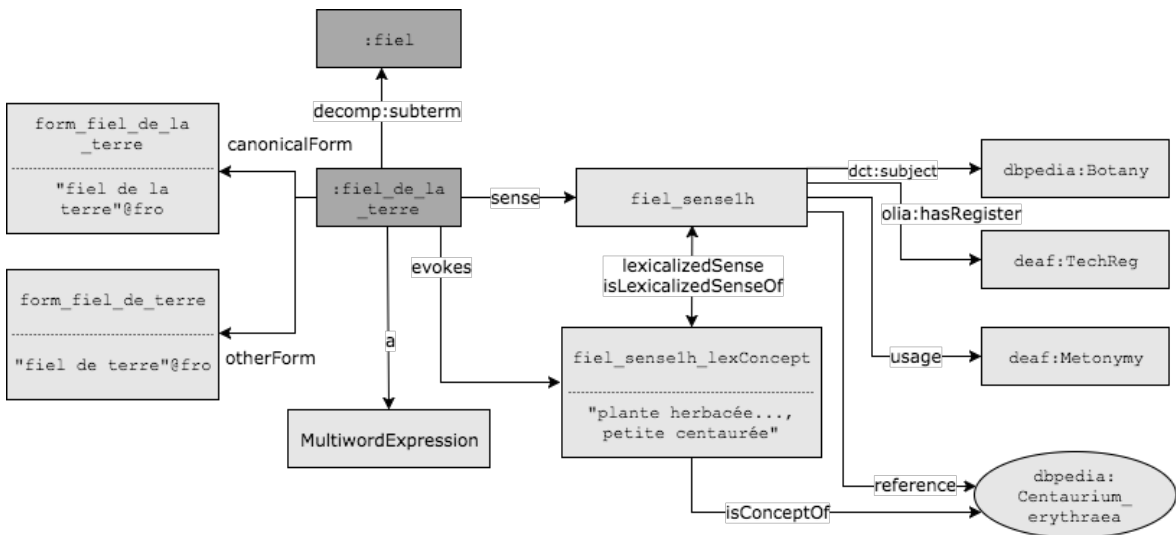 :fiel
decomp:subterm
form_fiel_de_la
_terre
"fiel de la
terre"@fro
canonicalForm
:fiel_de_la
_terre
sense
fiel_sense1h
dct:subject
dbpedia:Botany
olia:hasRegister
deaf:TechReg
evokes
lexicalizedSense
isLexicalizedSenseOf
form_fiel_de_terre
"fiel de terre"@fro
otherForm
a
fiel_sense1h_lexConcept
"plante herbacée...,
petite centaurée"
usage
deaf:Metonymy
MultiwordExpression
reference
isConceptOf
dbpedia:
Centaurium_
erythraea